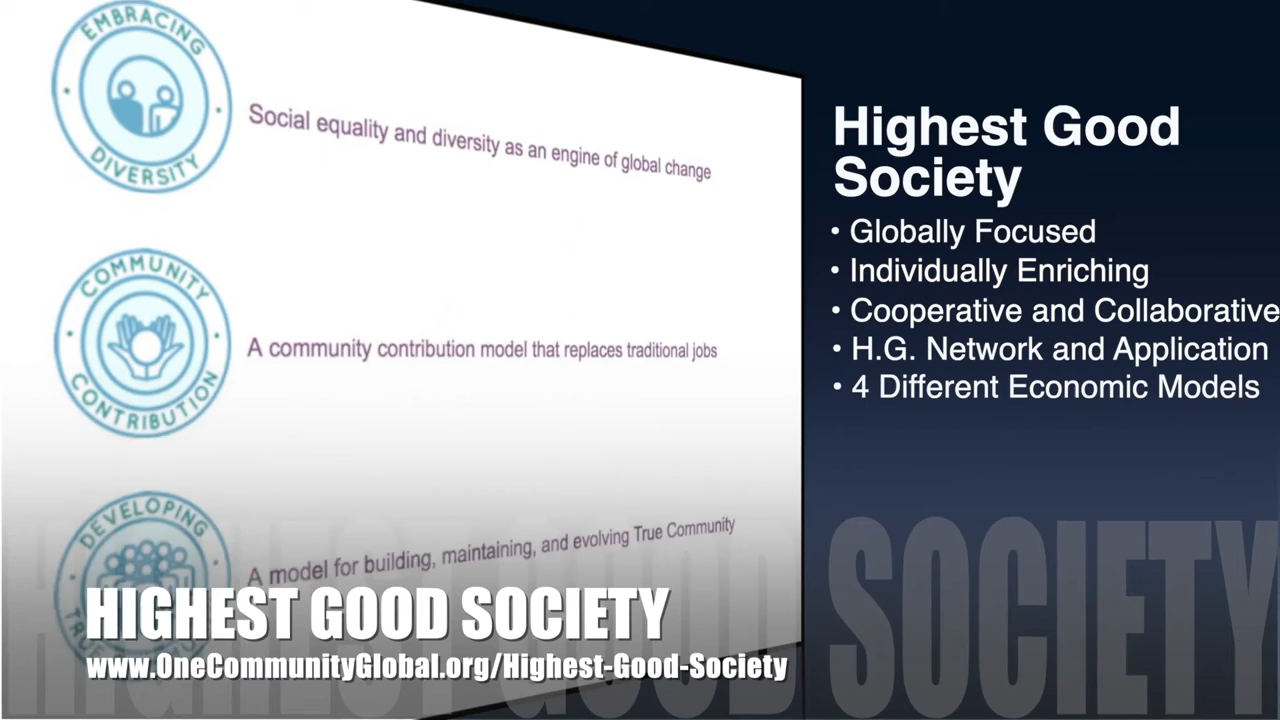 EMBRACING
DIVERSITY
Social equality and diversity as an engine of global change
COMMUNITY
CONTRIBUTION
A community contribution model that replaces traditional jobs
DEVELOPING
A model for building, maintaining, and evolving True Community
Highest Good
Society
• Globally Focused
• Individually Enriching
• Cooperative and Collaborative
• H.G. Network and Application
• 4 Different Economic Models
HIGHEST GOOD SOCIETY
HIGHEST GOOD SOCIETY
www.OneCommunityGlobal.org/Highest-Good-Society